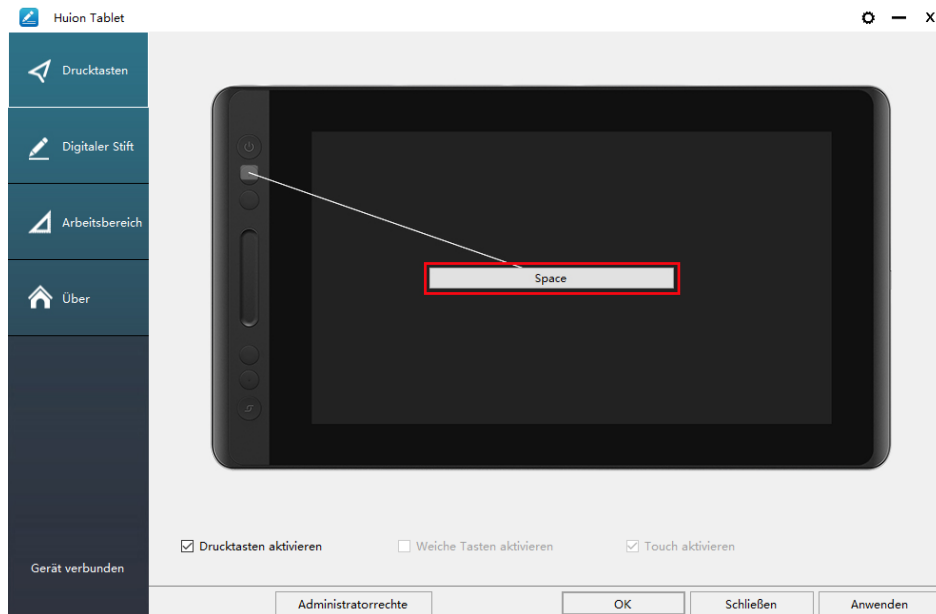 Huion Tablet
Drucktasten
Digitaler Stift
Arbeitsbereich
Über
Space
Drucktasten aktivieren
Weiche Tasten aktivieren
Touch aktivieren
Gerät verbunden
Administratorrechte
OK
Schließen
Anwenden